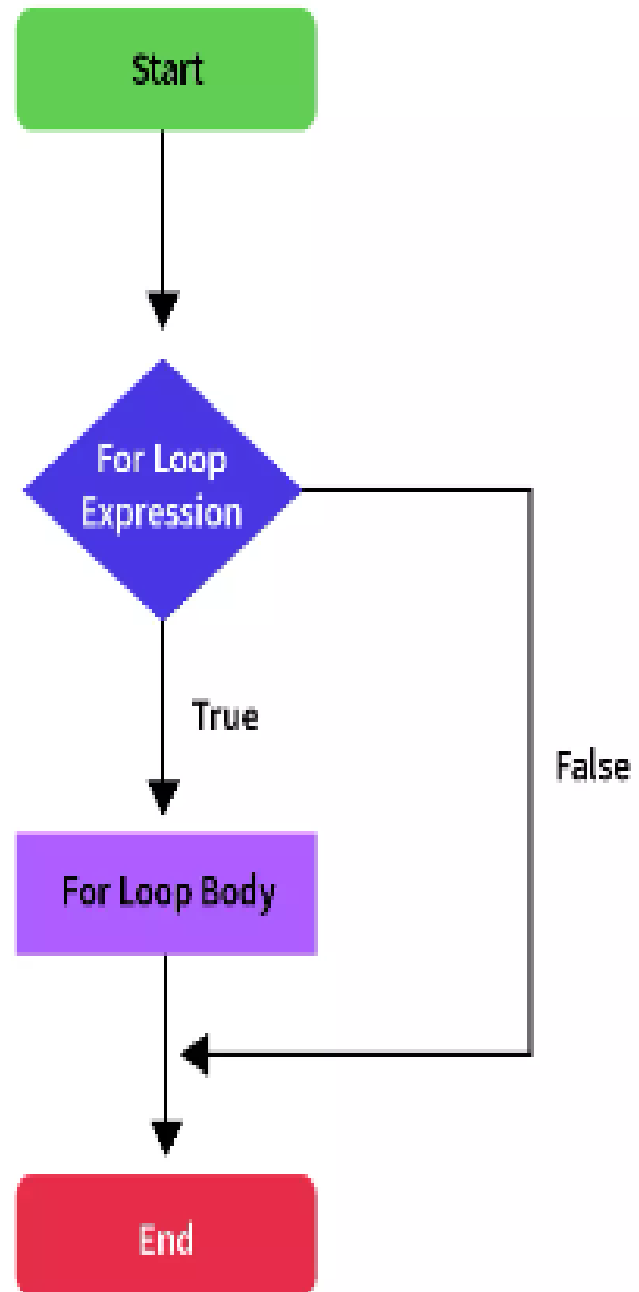 Start
For Loop
Expression
True
False
For Loop Body
End